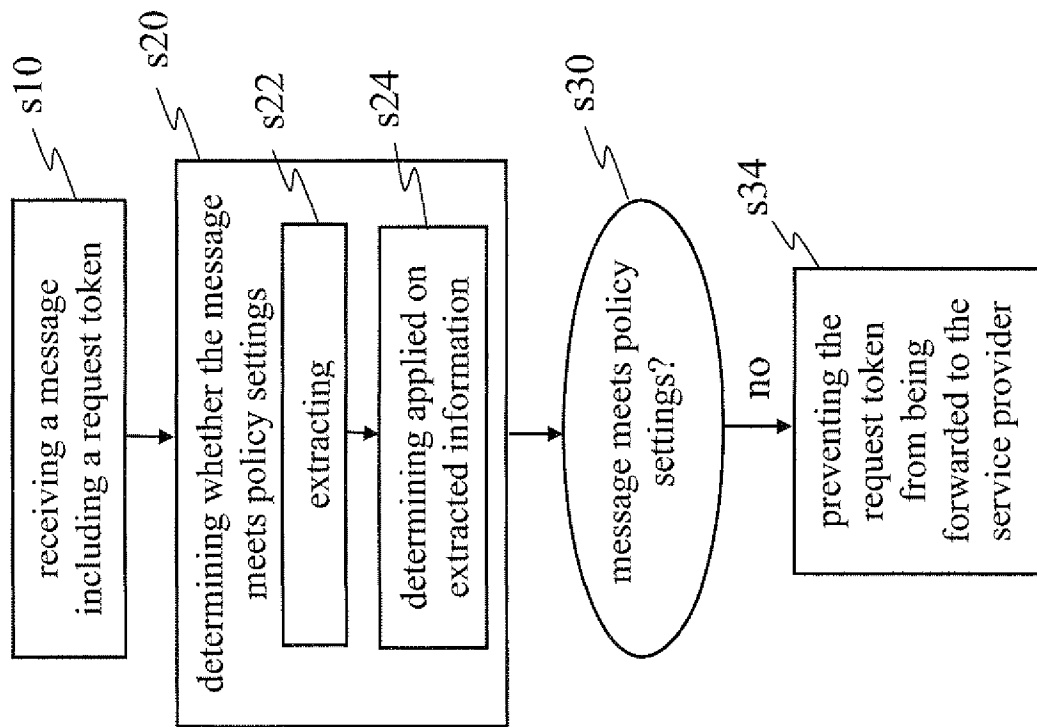 s10
receiving a message
including a request token
s20
determining whether the message
meets policy settings
s22
extracting
s24
determining applied on
extracted information
s30
message meets policy
settings?
no
s34
preventing the
request token
from being
forwarded to the
service provider